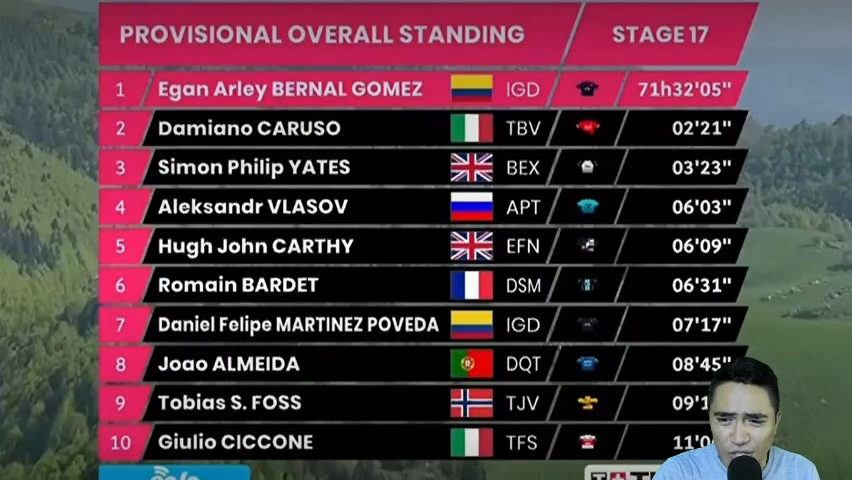 PROVISIONAL OVERALL STANDING STAGE 17
1 Egan Arley BERNAL GOMEZ IGD 71h32'05"
2 Damiano CARUSO TBV 02'21"
3 Simon Philip YATES BEX 03'23"
4 Aleksandr VLASOV APT 06'03"
5 Hugh John CARTHY EFN 06'09"
6 Romain BARDET DSM 06'31"
7 Daniel Felipe MARTINEZ POVEDA IGD 07'17"
8 Joao ALMEIDA DQT 08'45"
9 Tobias S. FOSS TJV
10 Giulio CICCONE TFS